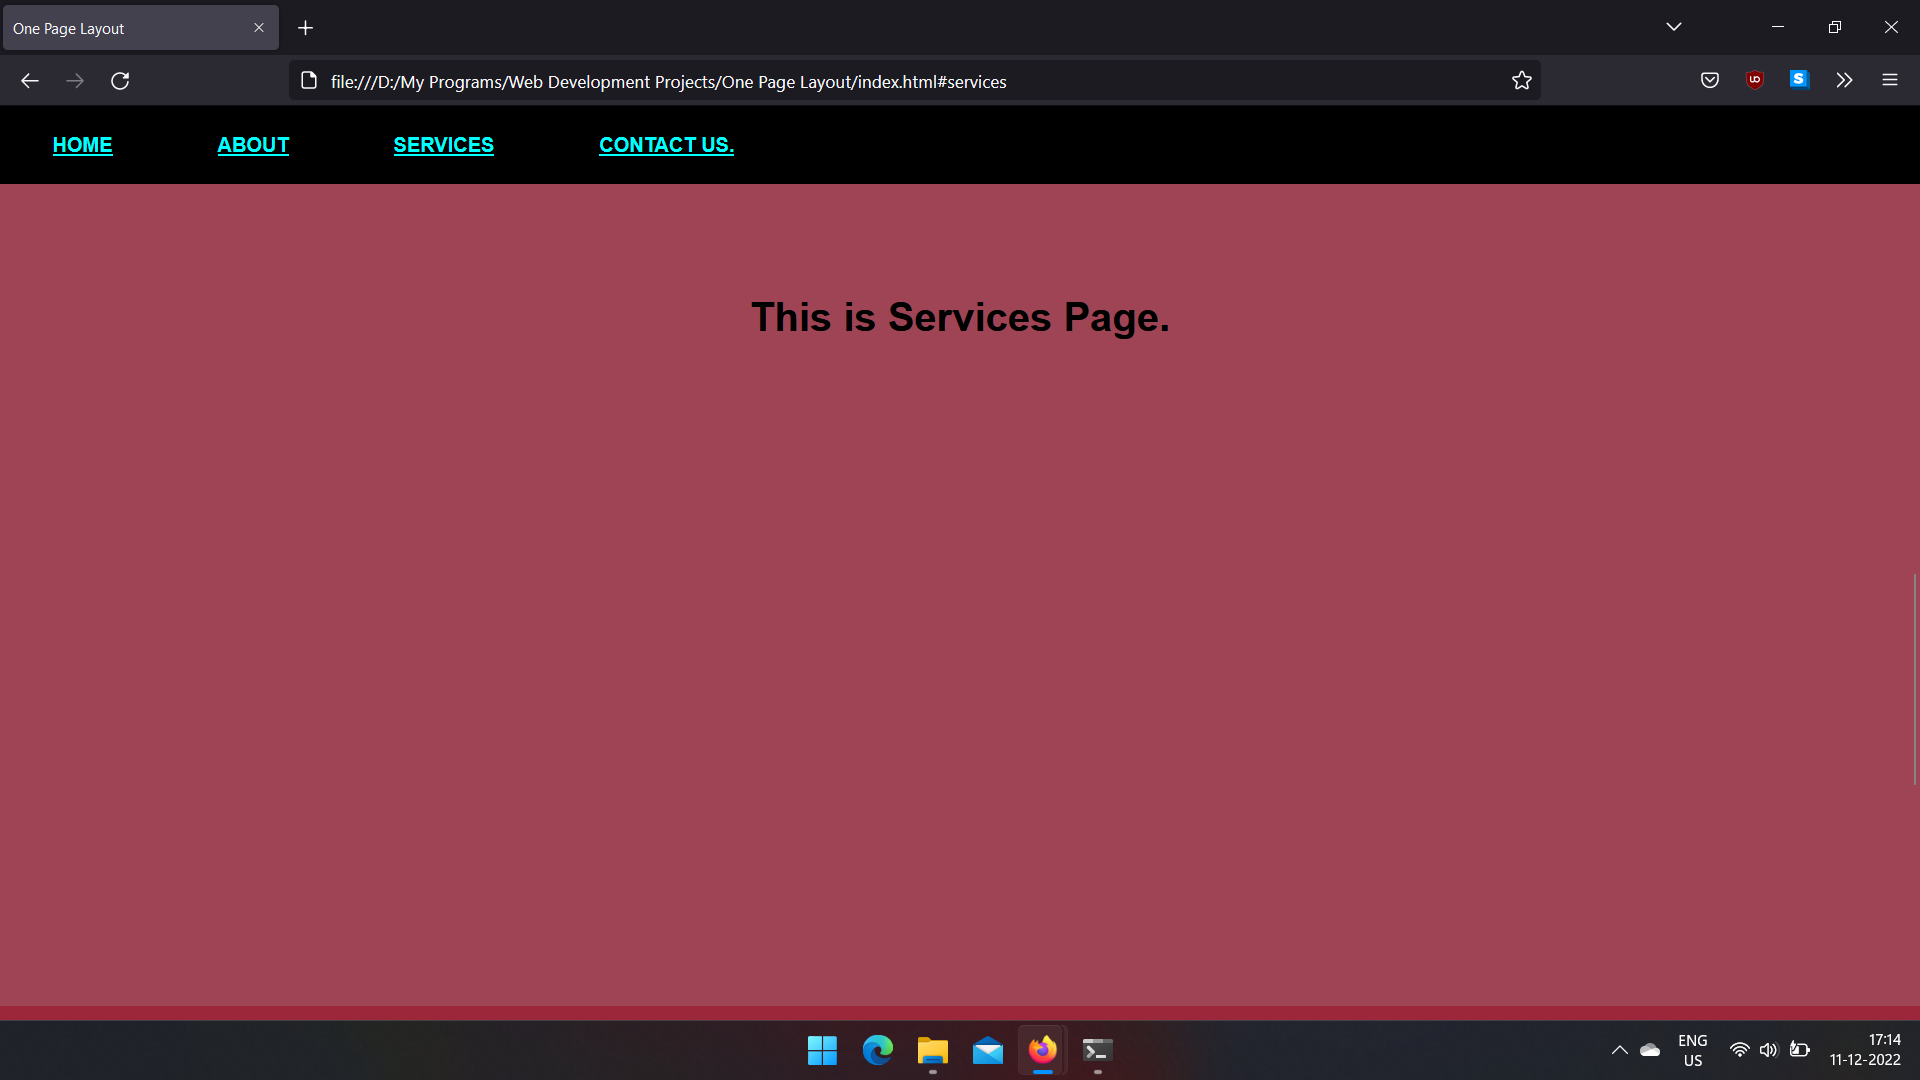 One Page Layout
file:///D:/My Programs/Web Development Projects/One Page Layout/index.html#services
HOME ABOUT SERVICES CONTACT US.
This is Services Page.
ENG
US
17:14
11-12-2022